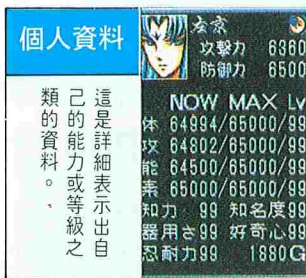 個人資料
這是詳細表示出自
己的能力或等級之
類的資料。
左京
攻撃力 6360
防御力 6500
NOW MAX LV
体 64994/65000/99
攻 64802/65000/99
能 64500/65000/99
素 65000/65000/99
知力 99 知名度99
器用さ99 好奇心99
忍耐力99 1880G